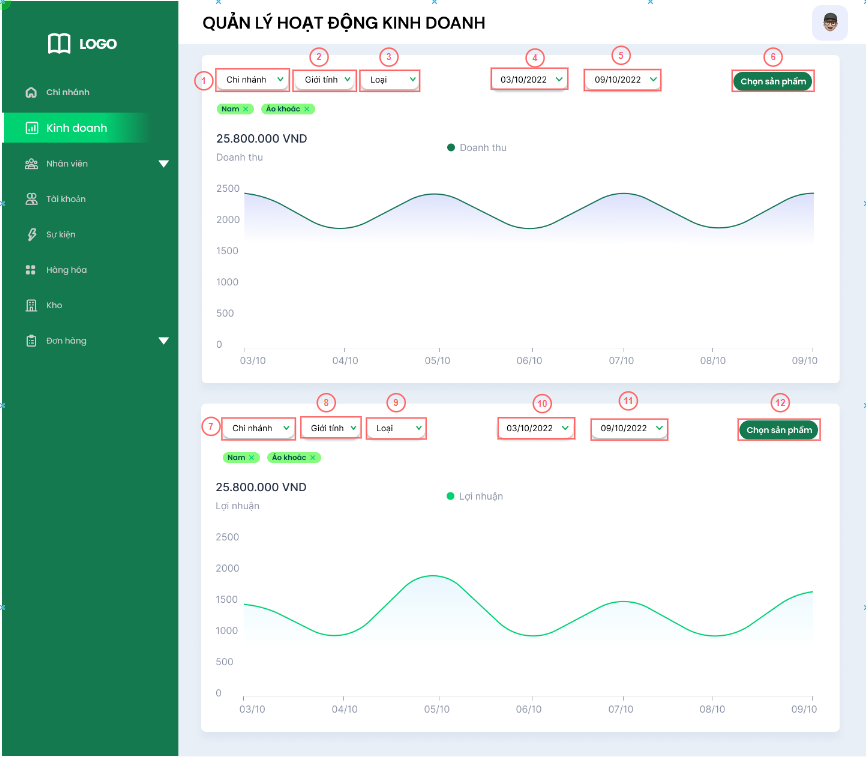 LOGO
Chi nhánh
Kinh doanh
Nhân viên
Tài khoản
Sự kiện
Hàng hóa
Kho
Đơn hàng
QUẢN LÝ HOẠT ĐỘNG KINH DOANH
1 2 3 4 5 6
Chi nhánh Giới tính Loại 03/10/2022 09/10/2022 Chọn sản phẩm
Nam × Áo khoác ×
25.800.000 VND
Doanh thu
Doanh thu
2500
2000
1500
1000
500
0
03/10 04/10 05/10 06/10 07/10 08/10 09/10
7 8 9 10 11 12
Chi nhánh Giới tính Loại 03/10/2022 09/10/2022 Chọn sản phẩm
Nam × Áo khoác ×
25.800.000 VND
Lợi nhuận
Lợi nhuận
2500
2000
1500
1000
500
0
03/10 04/10 05/10 06/10 07/10 08/10 09/10